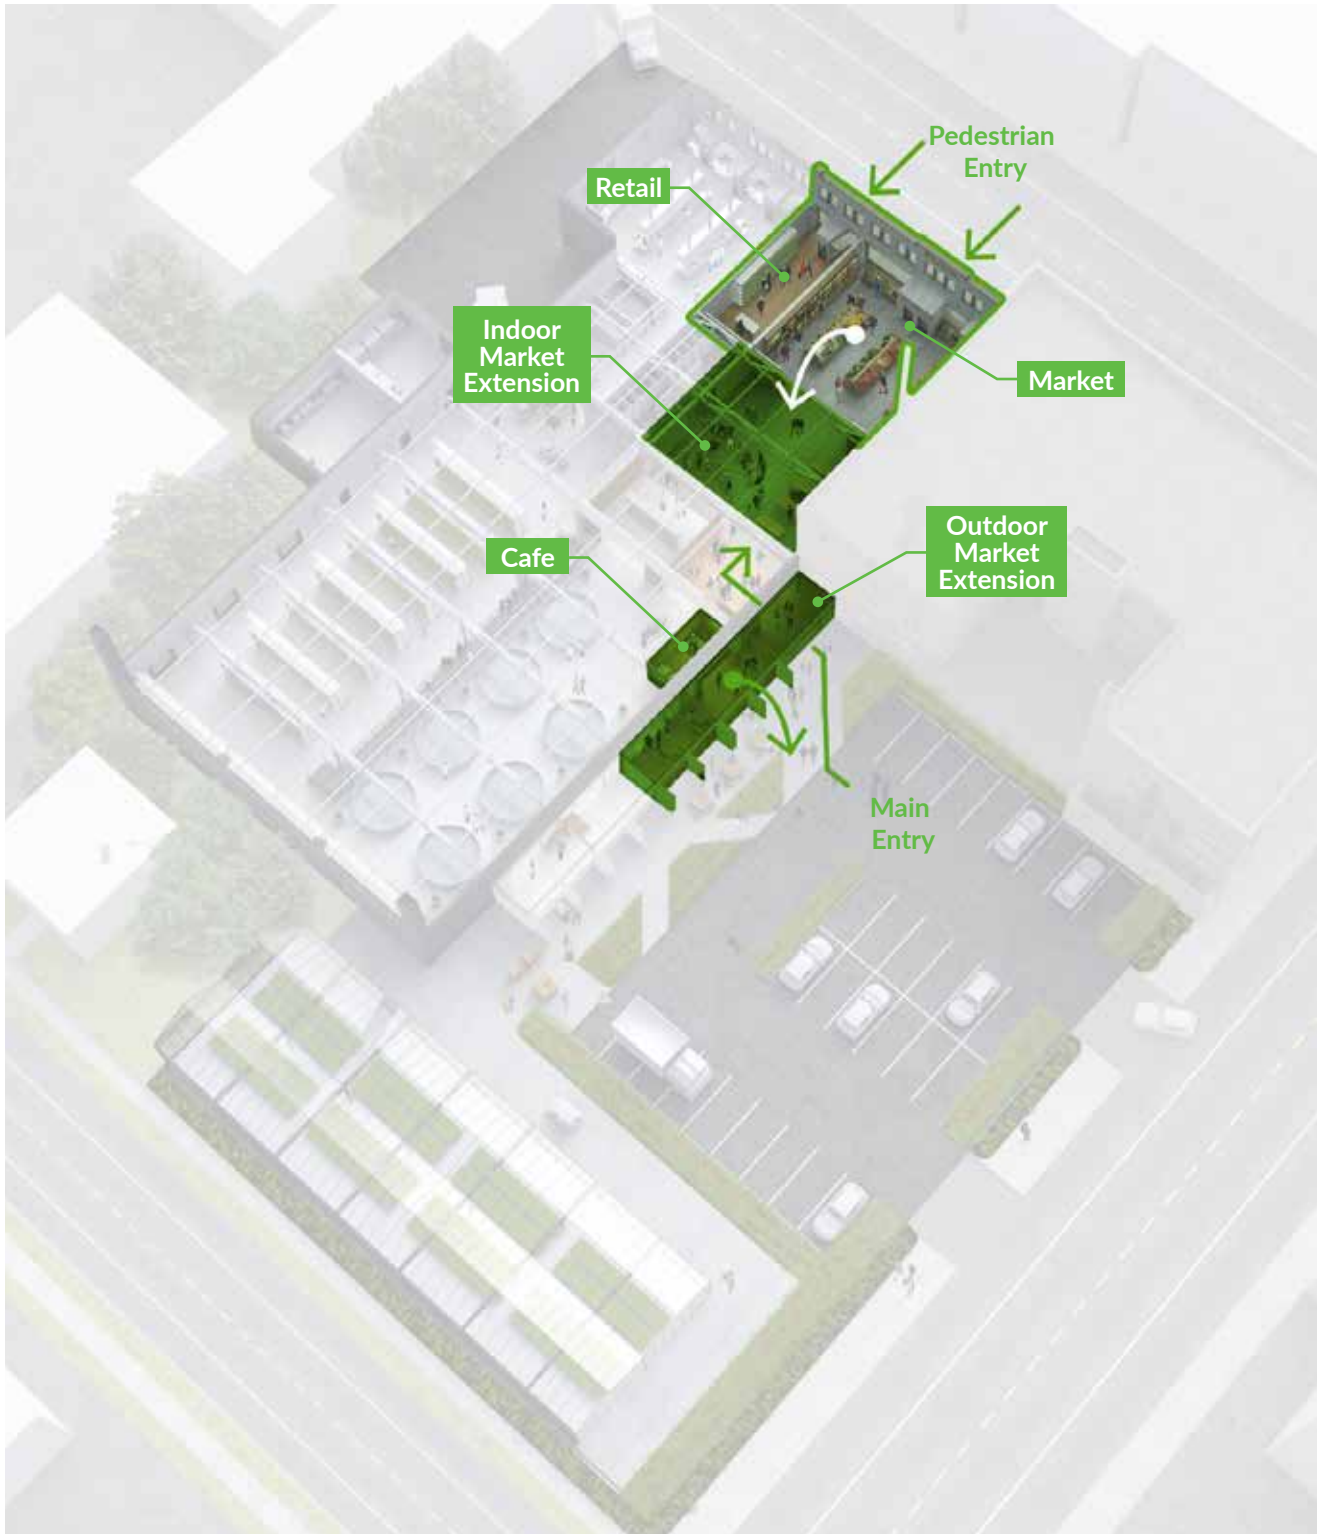 Pedestrian
Entry
Retail
Indoor
Market
Extension
Market
Outdoor
Market
Extension
Cafe
Main
Entry